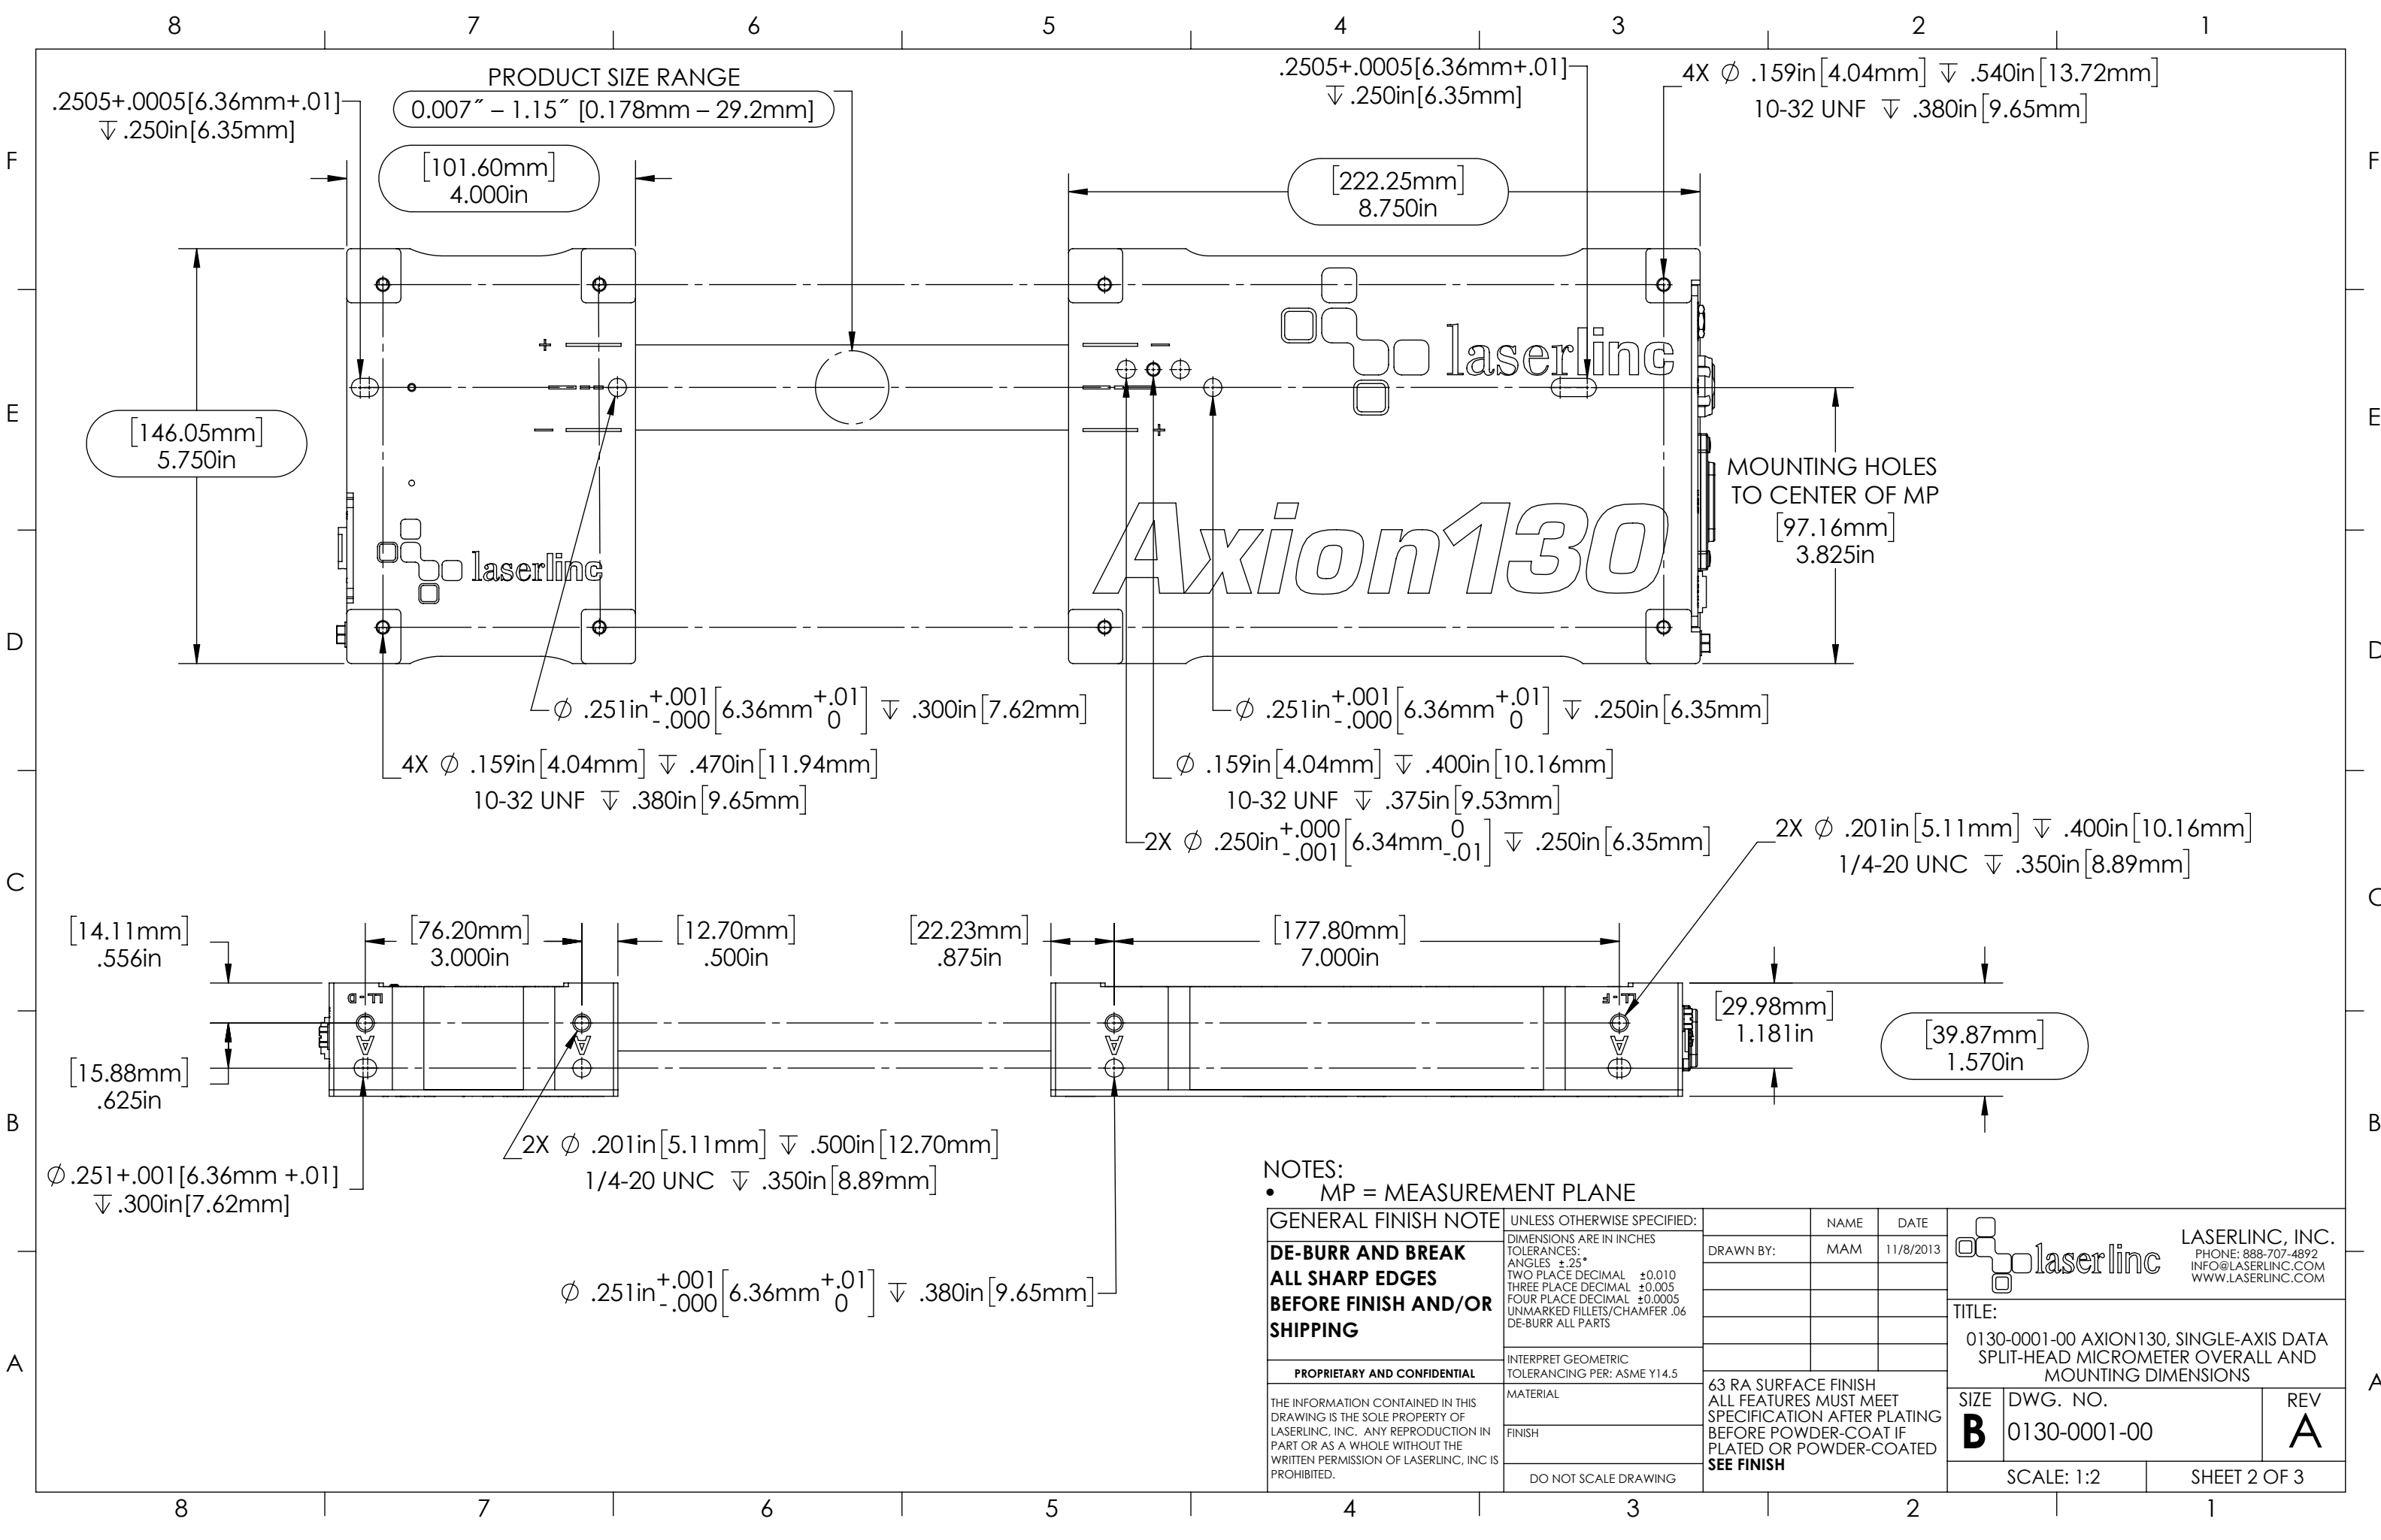 8 7 6 5 4 3 2 1
F
E
D
C
B
A
F
E
D
C
B
A
PRODUCT SIZE RANGE
0.007″ – 1.15″ [0.178mm – 29.2mm]
.2505+.0005[6.36mm+.01]
↧ .250in[6.35mm]
[101.60mm]
4.000in
.2505+.0005[6.36mm+.01]
↧ .250in[6.35mm]
4X ∅ .159in[4.04mm] ↧ .540in[13.72mm]
10-32 UNF ↧ .380in[9.65mm]
[222.25mm]
8.750in
+
–
–
+
laserlinc
[146.05mm]
5.750in
MOUNTING HOLES
TO CENTER OF MP
[97.16mm]
3.825in
Axion130
laserlinc
∅ .251in +.001 -.000 [6.36mm +.01 0] ↧ .300in[7.62mm]
∅ .251in +.001 -.000 [6.36mm +.01 0] ↧ .250in[6.35mm]
4X ∅ .159in[4.04mm] ↧ .470in[11.94mm]
10-32 UNF ↧ .380in[9.65mm]
∅ .159in[4.04mm] ↧ .400in[10.16mm]
10-32 UNF ↧ .375in[9.53mm]
2X ∅ .250in +.000 -.001 [6.34mm 0 -.01] ↧ .250in[6.35mm]
2X ∅ .201in[5.11mm] ↧ .400in[10.16mm]
1/4-20 UNC ↧ .350in[8.89mm]
[14.11mm]
.556in
[76.20mm]
3.000in
[12.70mm]
.500in
[22.23mm]
.875in
[177.80mm]
7.000in
LL-D
LL-F
A
A
A
A
[29.98mm]
1.181in
[39.87mm]
1.570in
[15.88mm]
.625in
2X ∅ .201in[5.11mm] ↧ .500in[12.70mm]
1/4-20 UNC ↧ .350in[8.89mm]
∅.251+.001[6.36mm +.01]
↧ .300in[7.62mm]
∅ .251in +.001 -.000 [6.36mm +.01 0] ↧ .380in[9.65mm]
NOTES:
• MP = MEASUREMENT PLANE
GENERAL FINISH NOTE
DE-BURR AND BREAK
ALL SHARP EDGES
BEFORE FINISH AND/OR
SHIPPING
PROPRIETARY AND CONFIDENTIAL
THE INFORMATION CONTAINED IN THIS
DRAWING IS THE SOLE PROPERTY OF
LASERLINC, INC. ANY REPRODUCTION IN
PART OR AS A WHOLE WITHOUT THE
WRITTEN PERMISSION OF LASERLINC, INC IS
PROHIBITED.
UNLESS OTHERWISE SPECIFIED:
DIMENSIONS ARE IN INCHES
TOLERANCES:
ANGLES ±.25°
TWO PLACE DECIMAL ±0.010
THREE PLACE DECIMAL ±0.005
FOUR PLACE DECIMAL ±0.0005
UNMARKED FILLETS/CHAMFER .06
DE-BURR ALL PARTS
INTERPRET GEOMETRIC
TOLERANCING PER: ASME Y14.5
MATERIAL
FINISH
DO NOT SCALE DRAWING
NAME DATE
DRAWN BY: MAM 11/8/2013
63 RA SURFACE FINISH
ALL FEATURES MUST MEET
SPECIFICATION AFTER PLATING
BEFORE POWDER-COAT IF
PLATED OR POWDER-COATED
SEE FINISH
laserlinc
LASERLINC, INC.
PHONE: 888-707-4892
INFO@LASERLINC.COM
WWW.LASERLINC.COM
TITLE:
0130-0001-00 AXION130, SINGLE-AXIS DATA
SPLIT-HEAD MICROMETER OVERALL AND
MOUNTING DIMENSIONS
SIZE DWG. NO. REV
B 0130-0001-00 A
SCALE: 1:2 SHEET 2 OF 3
8 7 6 5 4 3 2 1